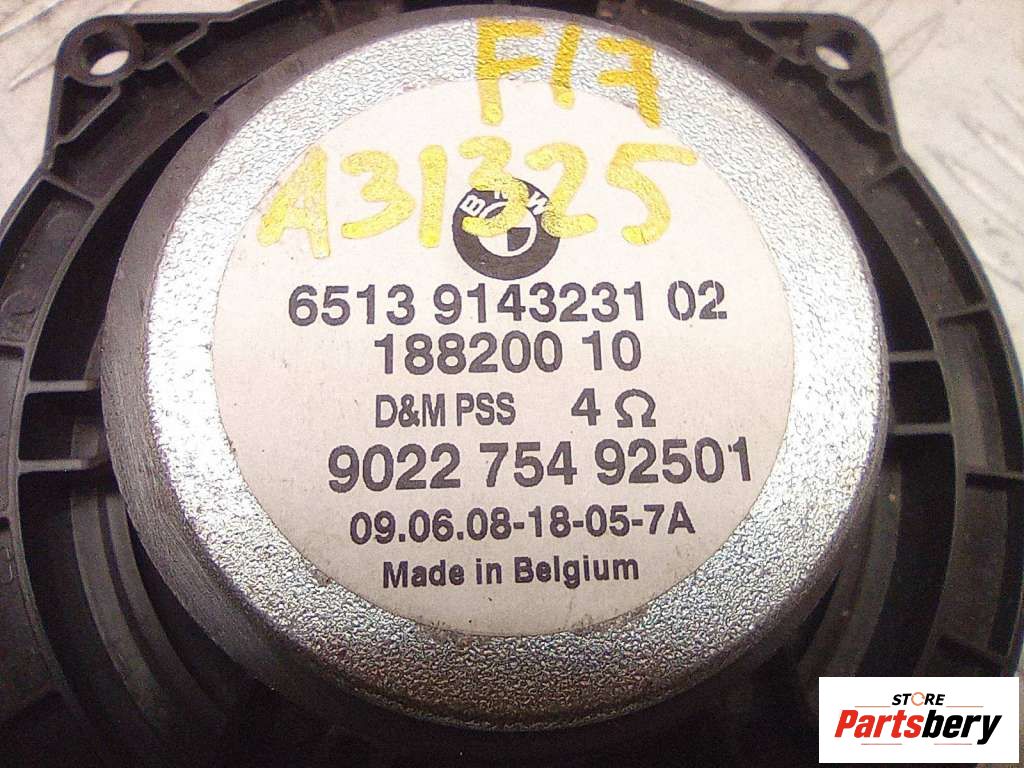 F17
A31325
BMW
6513 9143231 02
188200 10
D&M PSS 4 Ω
9022 754 92501
09.06.08-18-05-7A
Made in Belgium
STORE
Partsbery